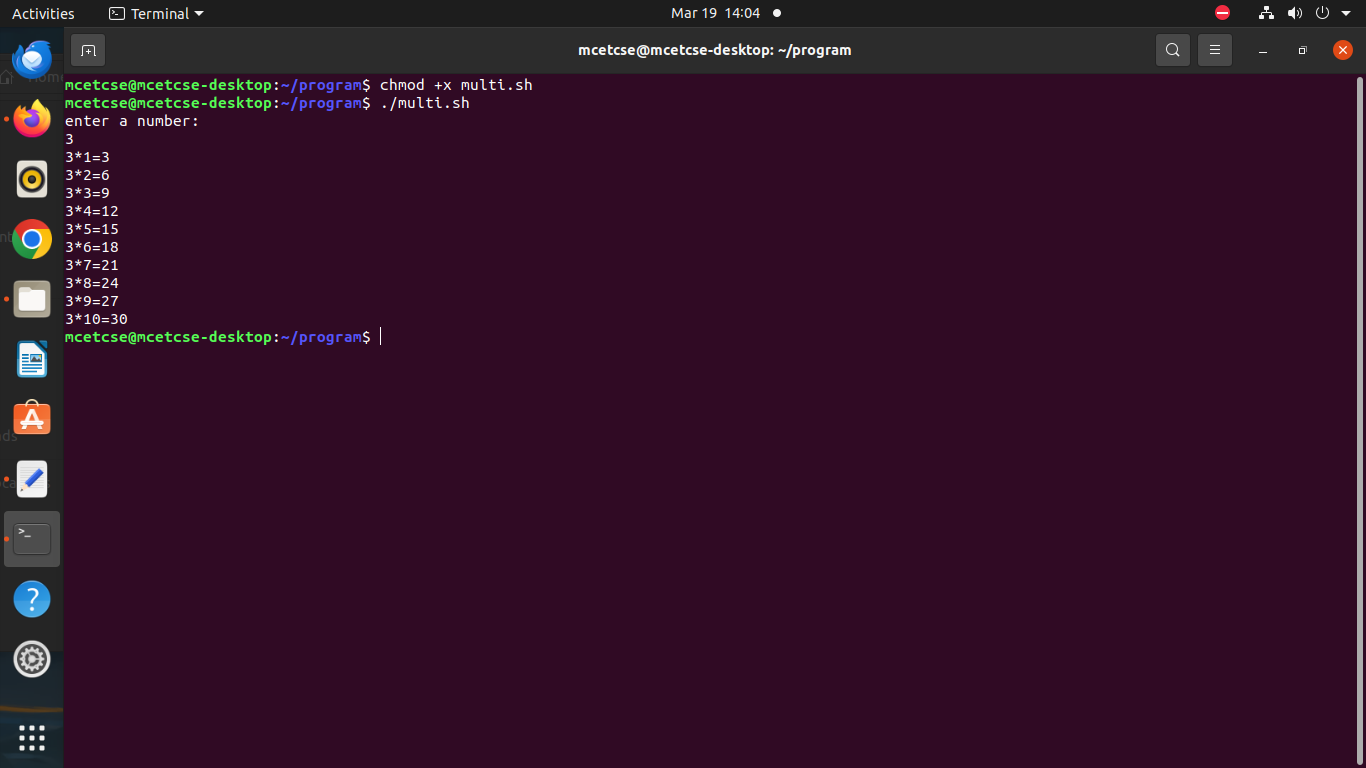 Activities Terminal Mar 19 14:04
mcetcse@mcetcse-desktop: ~/program
mcetcse@mcetcse-desktop:~/program$ chmod +x multi.sh
mcetcse@mcetcse-desktop:~/program$ ./multi.sh
enter a number:
3
3*1=3
3*2=6
3*3=9
3*4=12
3*5=15
3*6=18
3*7=21
3*8=24
3*9=27
3*10=30
mcetcse@mcetcse-desktop:~/program$